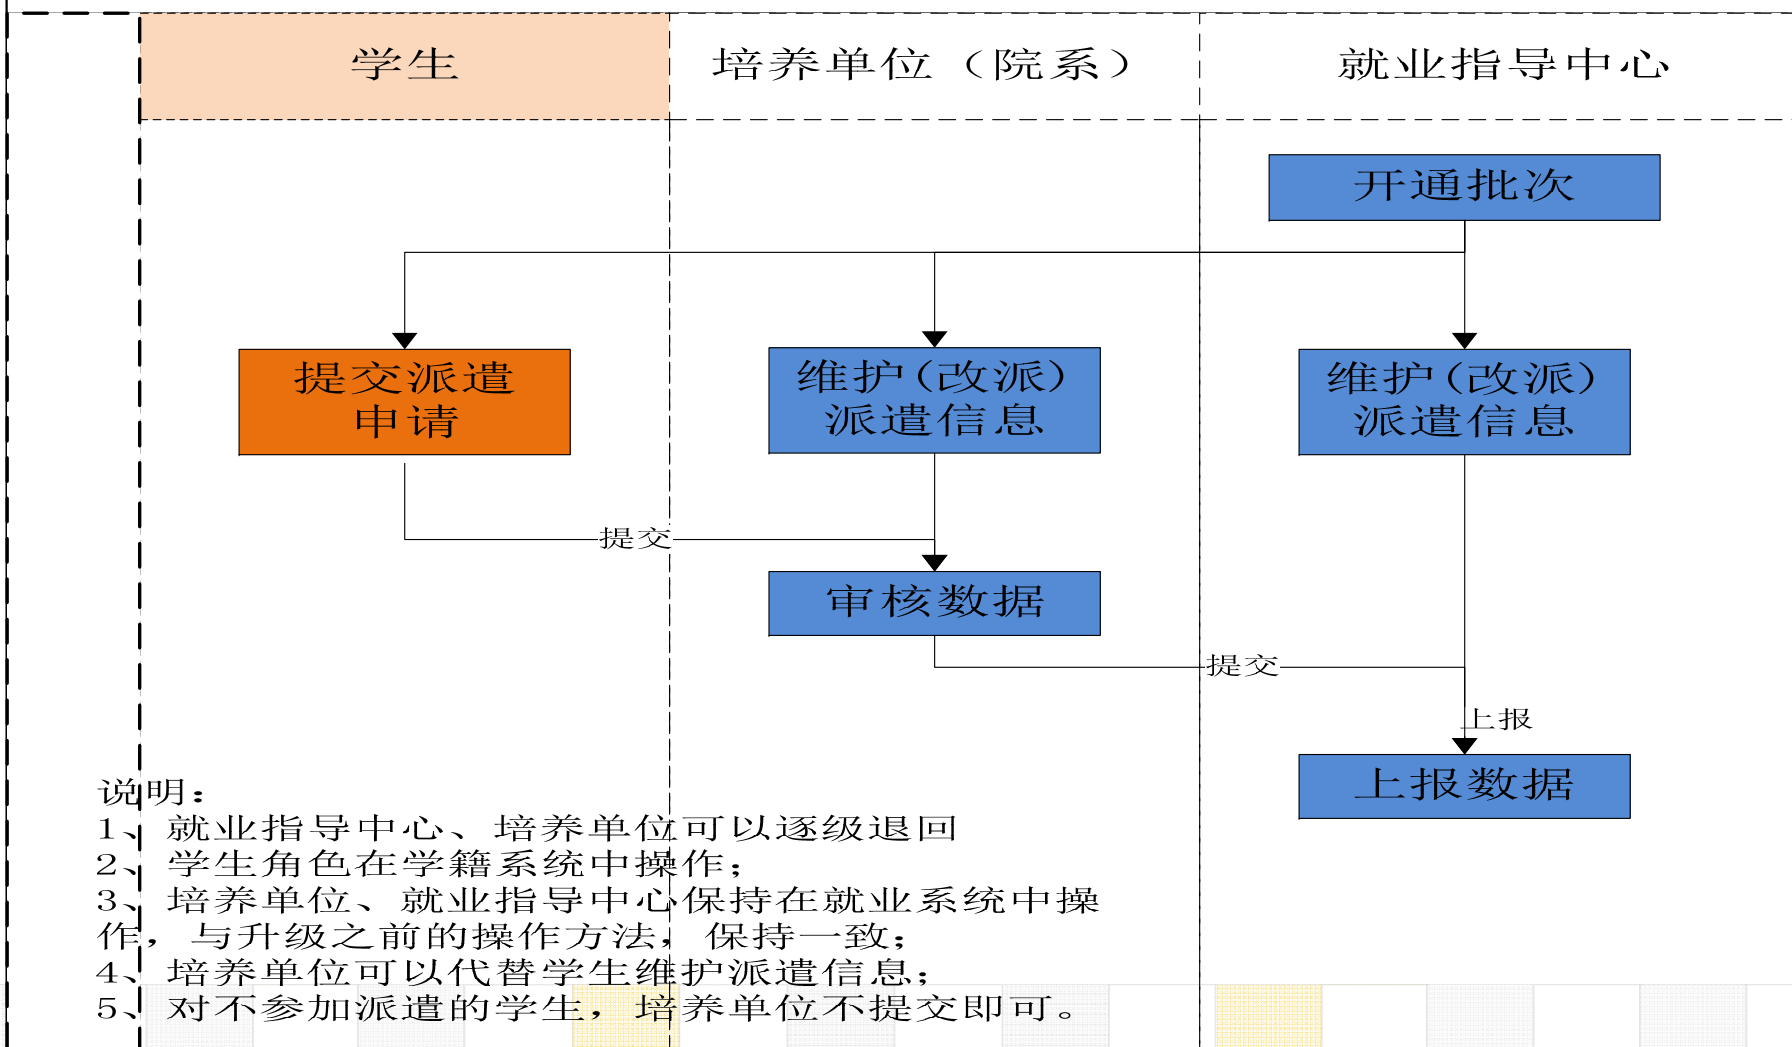 学生
培养单位（院系）
就业指导中心
开通批次
提交派遣
申请
维护(改派)
派遣信息
维护(改派)
派遣信息
提交
审核数据
提交
上报
上报数据
说明：
1、就业指导中心、培养单位可以逐级退回
2、学生角色在学籍系统中操作；
3、培养单位、就业指导中心保持在就业系统中操
作，与升级之前的操作方法，保持一致；
4、培养单位可以代替学生维护派遣信息；
5、对不参加派遣的学生，培养单位不提交即可。